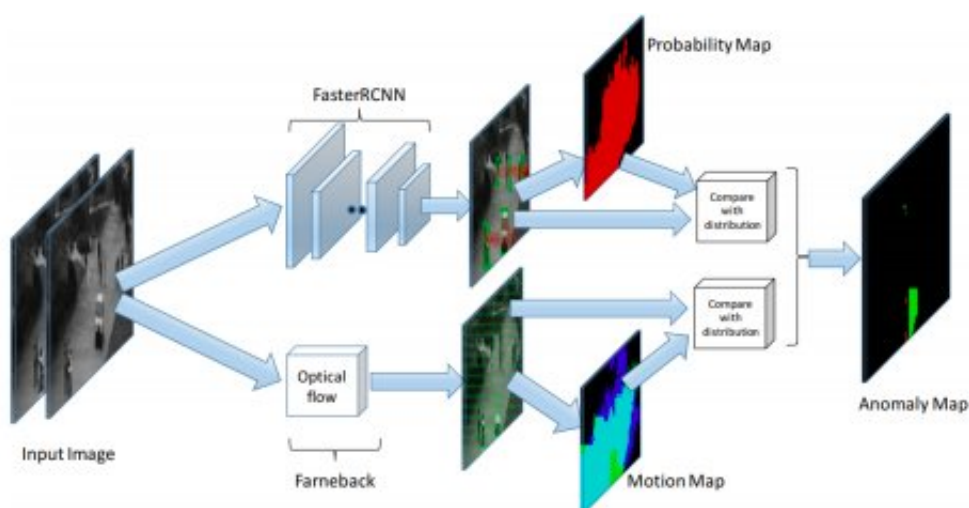 Probability Map
FasterRCNN
Compare
with
distribution
Compare
with
distribution
Optical
flow
Anomaly Map
Input Image
Farneback
Motion Map